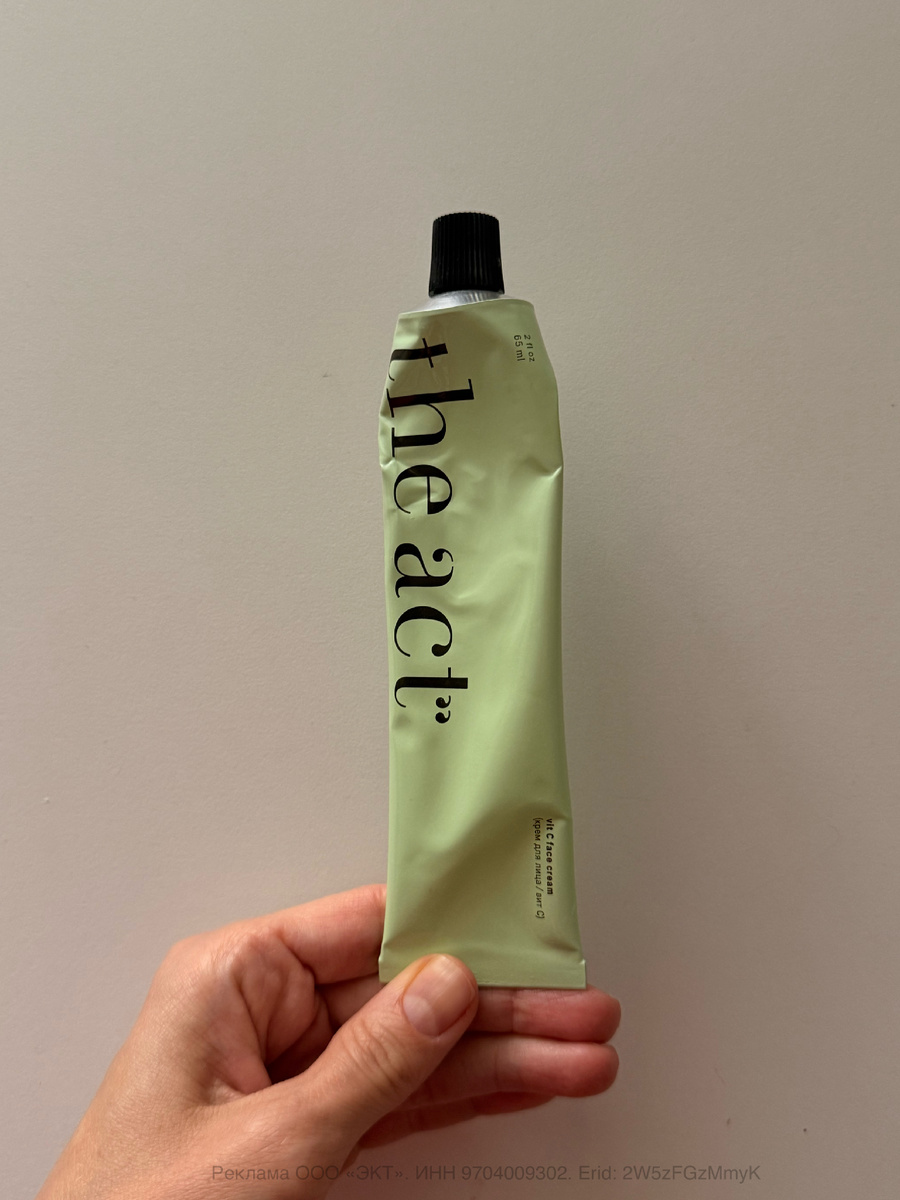 the act”
2 fl oz
65 ml
vit C face cream
(крем для лица / вит C)
Реклама ООО «ЭКТ». ИНН 9704009302. Erid: 2W5zFGzMmyK